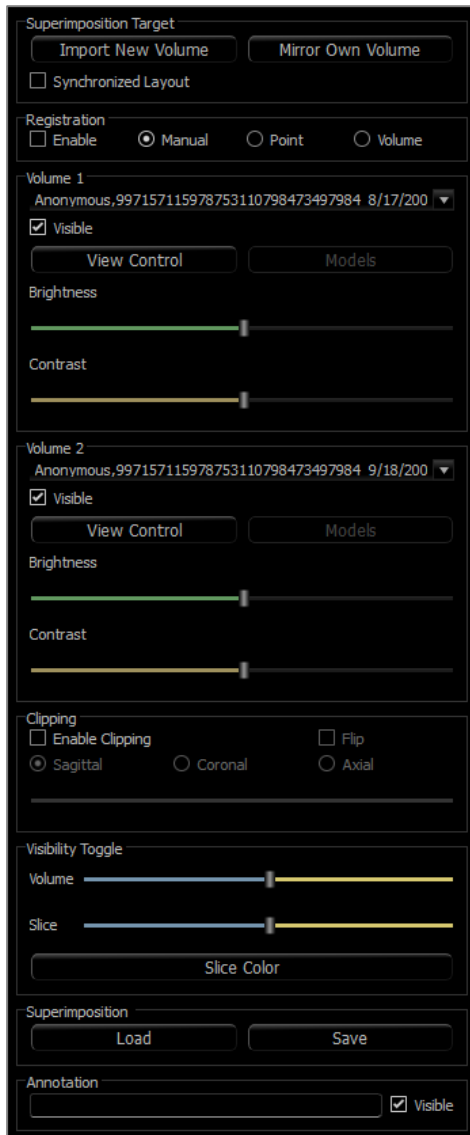 Superimposition Target
Import New Volume Mirror Own Volume
Synchronized Layout
Registration
Enable Manual Point Volume
Volume 1
Anonymous,99715711597875311079847349798​4 8/17/200
Visible
View Control Models
Brightness
Contrast
Volume 2
Anonymous,997157115978753110798473497984 9/18/200
Visible
View Control Models
Brightness
Contrast
Clipping
Enable Clipping Flip
Sagittal Coronal Axial
Visibility Toggle
Volume
Slice
Slice Color
Superimposition
Load Save
Annotation
Visible